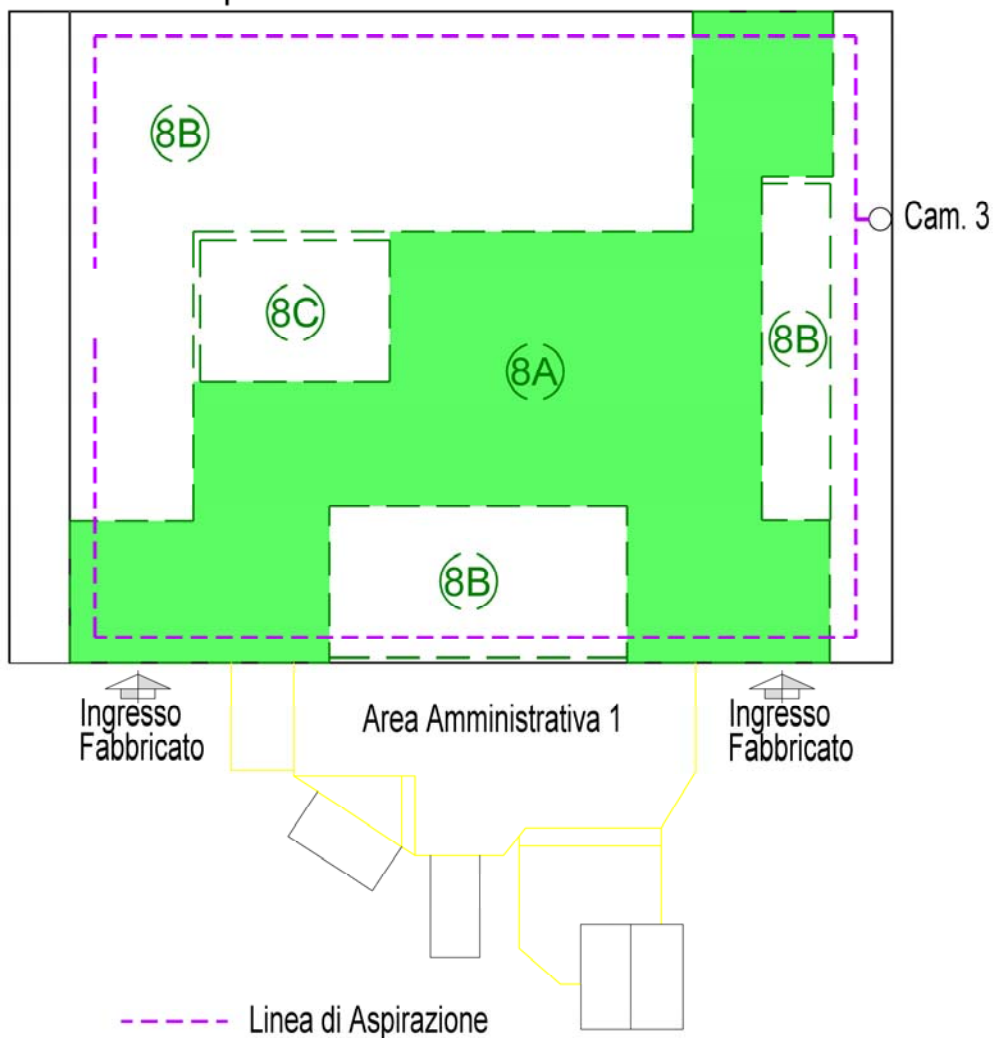 (8B)
Cam. 3
(8C)
(8B)
(8A)
(8B)
Ingresso
Fabbricato
Area Amministrativa 1
Ingresso
Fabbricato
Linea di Aspirazione